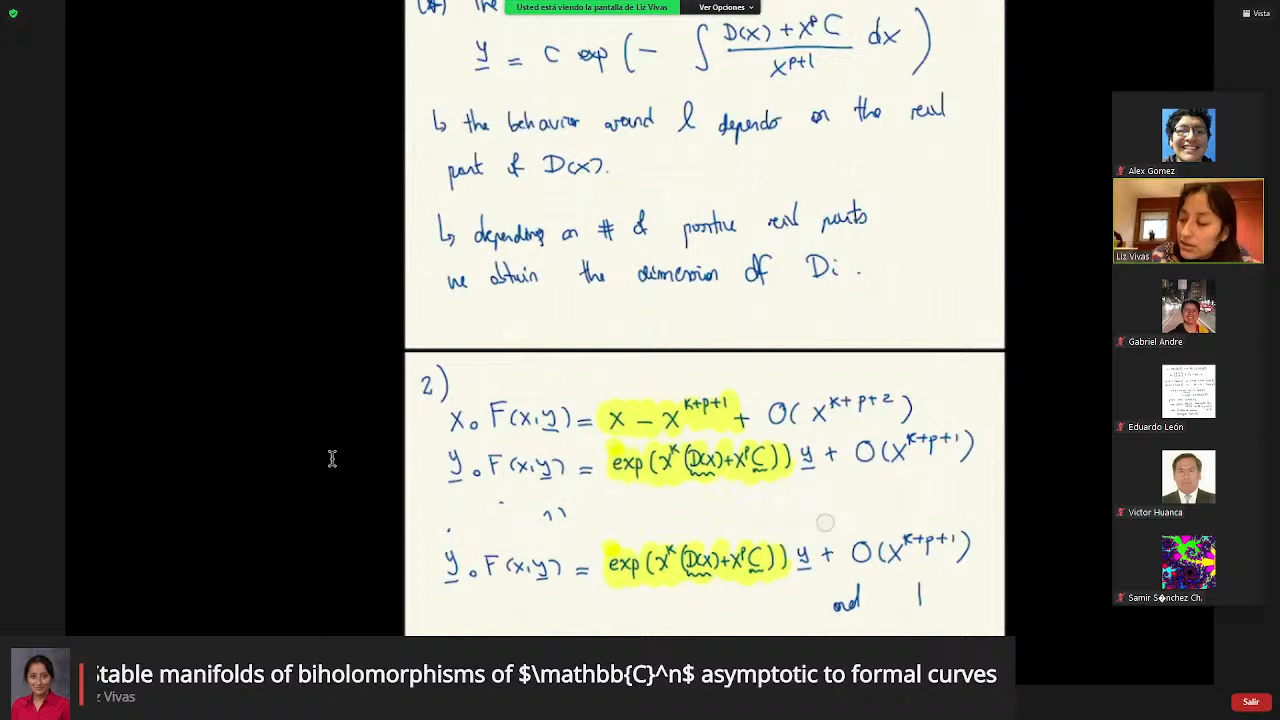 Usted está viendo la pantalla de Liz Vivas
Ver Opciones
Vista
the
y = C exp(- ∫ D(x) + x^p C / x^{p+1} dx)
↳ the behavior around l depends on the real
part of D(x).
↳ depending on # of positive real parts
we obtain the dimension of Di.
2)
x∘F(x,y) = x - x^{k+p+1} + O(x^{k+p+2})
y∘F(x,y) = exp(x^k(D(x)+x^p C)) y + O(x^{k+p+1})
y∘F(x,y) = exp(x^k(D(x)+x^p C)) y + O(x^{k+p+1})
and
Alex Gomez
Liz Vivas
Gabriel Andre
Eduardo León
Victor Huanca
Samir S�nchez Ch.
Stable manifolds of biholomorphisms of $\mathbb{C}^n$ asymptotic to formal curves
z Vivas
Salir